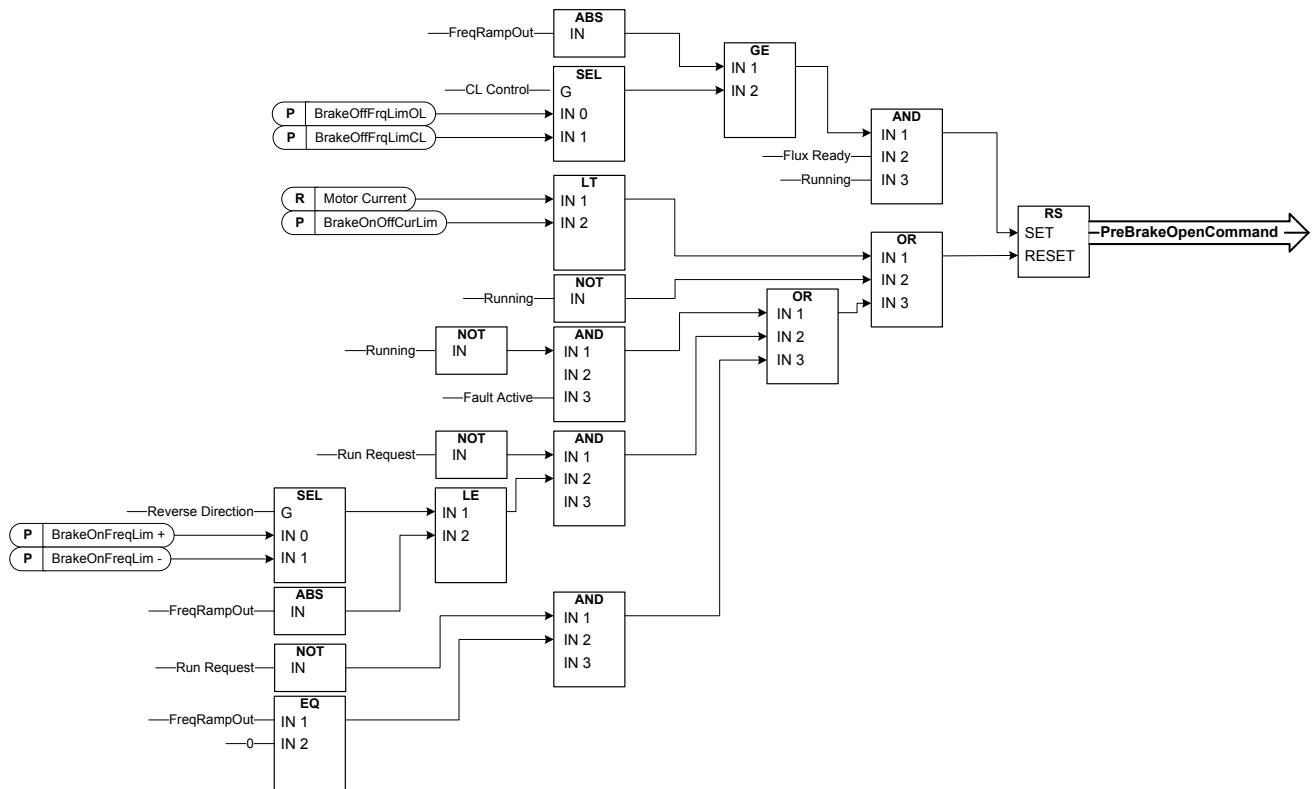 ABS
FreqRampOut
IN
GE
IN 1
IN 2
SEL
CL Control
G
P BrakeOffFrqLimOL
IN 0
P BrakeOffFrqLimCL
IN 1
AND
IN 1
Flux Ready
IN 2
Running
IN 3
LT
R Motor Current
IN 1
P BrakeOnOffCurLim
IN 2
RS
SET
PreBrakeOpenCommand
RESET
OR
IN 1
IN 2
IN 3
NOT
Running
IN
OR
IN 1
IN 2
IN 3
NOT
Running
IN
AND
IN 1
IN 2
Fault Active
IN 3
NOT
Run Request
IN
AND
IN 1
IN 2
IN 3
SEL
Reverse Direction
G
P BrakeOnFreqLim +
IN 0
P BrakeOnFreqLim -
IN 1
LE
IN 1
IN 2
ABS
FreqRampOut
IN
AND
IN 1
IN 2
IN 3
NOT
Run Request
IN
EQ
FreqRampOut
IN 1
0
IN 2